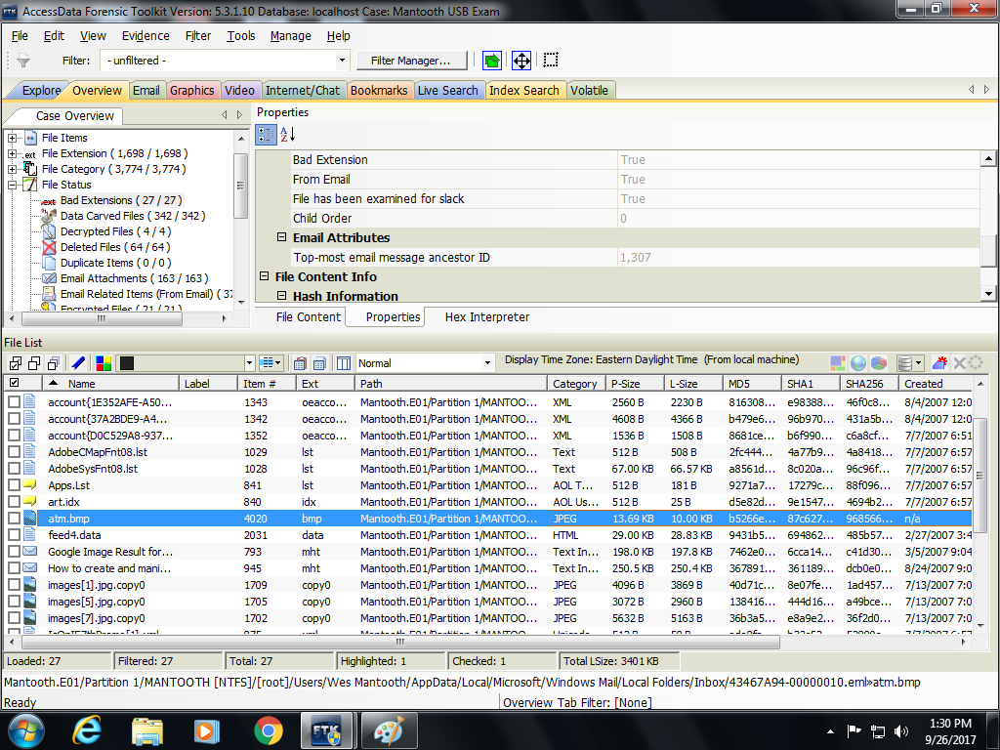 AccessData Forensic Toolkit Version: 5.3.1.10 Database: localhost Case: Mantooth USB Exam
File Edit View Evidence Filter Tools Manage Help
Filter: - unfiltered - Filter Manager...
Explore Overview Email Graphics Video Internet/Chat Bookmarks Live Search Index Search Volatile
Case Overview
File Items
File Extension ( 1,698 / 1,698 )
File Category ( 3,774 / 3,774 )
File Status
Bad Extensions ( 27 / 27 )
Data Carved Files ( 342 / 342 )
Decrypted Files ( 4 / 4 )
Deleted Files ( 64 / 64 )
Duplicate Items ( 0 / 0 )
Email Attachments ( 163 / 163 )
Email Related Items (From Email) ( 37
Encrypted Files ( 21 / 21 )
Properties
Bad Extension True
From Email True
File has been examined for slack True
Child Order 0
Email Attributes
Top-most email message ancestor ID 1,307
File Content Info
Hash Information
File Content Properties Hex Interpreter
File List
Normal Display Time Zone: Eastern Daylight Time (From local machine)
Name Label Item # Ext Path Category P-Size L-Size MD5 SHA1 SHA256 Created
account{1E352AFE-A50... 1343 oeacco... Mantooth.E01/Partition 1/MANTOO... XML 2560 B 2230 B 816308... e98388... 46f0c8... 8/4/2007 12:0
account{37A2BDE9-A4... 1342 oeacco... Mantooth.E01/Partition 1/MANTOO... XML 4608 B 4366 B b479e6... 96b970... 431a5b... 8/4/2007 12:0
account{D0C529A8-937... 1352 oeacco... Mantooth.E01/Partition 1/MANTOO... XML 1536 B 1508 B 8681ce... b6f990... c6a8cf... 7/7/2007 6:51
AdobeCMapFnt08.lst 1029 lst Mantooth.E01/Partition 1/MANTOO... Text 512 B 508 B 2fc444... 4a77b9... 4a8418... 7/7/2007 6:57
AdobeSysFnt08.lst 1028 lst Mantooth.E01/Partition 1/MANTOO... Text 67.00 KB 66.57 KB a8561d... 8c020a... 96c96f... 7/7/2007 6:57
Apps.Lst 841 lst Mantooth.E01/Partition 1/MANTOO... AOL T... 512 B 181 B 9271a7... 17279c... 88f096... 7/7/2007 6:57
art.idx 840 idx Mantooth.E01/Partition 1/MANTOO... AOL Us... 512 B 25 B d5e82d... 9e1547... 4694b2... 7/7/2007 6:57
atm.bmp 4020 bmp Mantooth.E01/Partition 1/MANTOO... JPEG 13.69 KB 10.00 KB b5266e... 87c627... 968566... n/a
feed4.data 2031 data Mantooth.E01/Partition 1/MANTOO... HTML 29.00 KB 28.83 KB 9431b5... 694862... 485b57... 2/27/2007 3:4
Google Image Result for... 793 mht Mantooth.E01/Partition 1/MANTOO... Text In... 198.0 KB 197.8 KB 7462e0... 6cca14... c41d30... 3/5/2007 9:04
How to create and mani... 945 mht Mantooth.E01/Partition 1/MANTOO... Text In... 250.5 KB 250.4 KB 367891... 361189... dcb0e0... 8/24/2007 9:0
images[1].jpg.copy0 1709 copy0 Mantooth.E01/Partition 1/MANTOO... JPEG 4096 B 3869 B 40d71c... 8e07fe... 1ad457... 7/13/2007 7:0
images[5].jpg.copy0 1705 copy0 Mantooth.E01/Partition 1/MANTOO... JPEG 3072 B 2960 B 138416... 444d16... a49bce... 7/13/2007 7:0
images[7].jpg.copy0 1702 copy0 Mantooth.E01/Partition 1/MANTOO... JPEG 5632 B 5163 B 36b3a5... e8a9e2... 36f2d0... 7/13/2007 7:0
Loaded: 27 Filtered: 27 Total: 27 Highlighted: 1 Checked: 1 Total LSize: 3401 KB
Mantooth.E01/Partition 1/MANTOOTH [NTFS]/[root]/Users/Wes Mantooth/AppData/Local/Microsoft/Windows Mail/Local Folders/Inbox/43467A94-00000010.eml»atm.bmp
Ready Overview Tab Filter: [None]
FTK 1:30 PM
9/26/2017